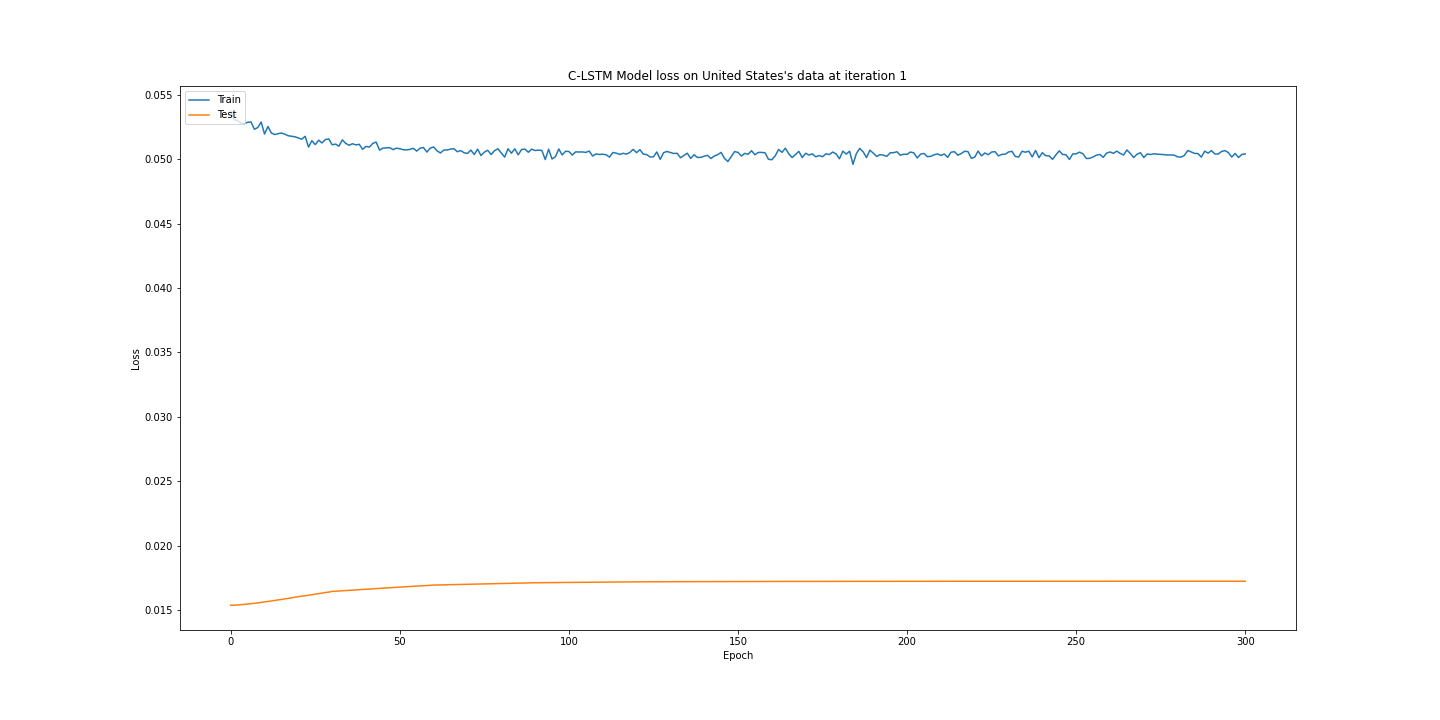 C-LSTM Model loss on United States's data at iteration 1
Train
Test
0.055
0.050
0.045
0.040
0.035
0.030
0.025
0.020
0.015
Loss
0 50 100 150 200 250 300
Epoch